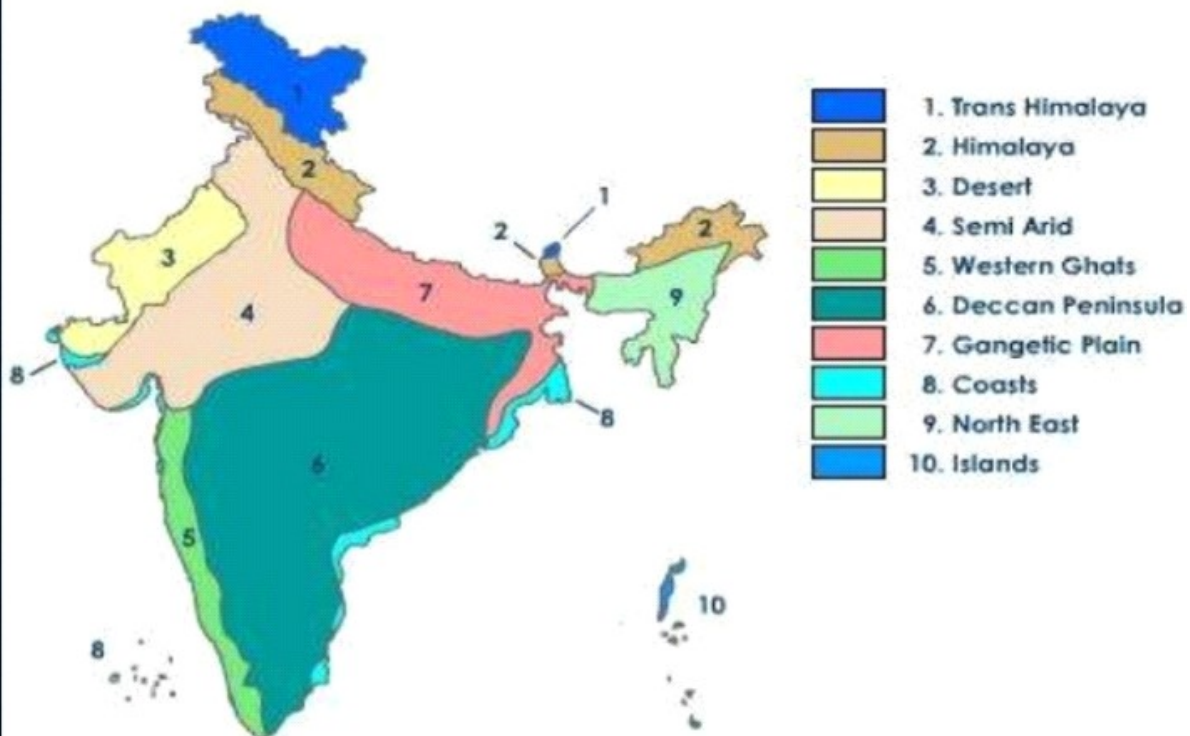 1
2
1
2
2
3
9
7
4
8
8
6
5
10
8
1. Trans Himalaya
2. Himalaya
3. Desert
4. Semi Arid
5. Western Ghats
6. Deccan Peninsula
7. Gangetic Plain
8. Coasts
9. North East
10. Islands